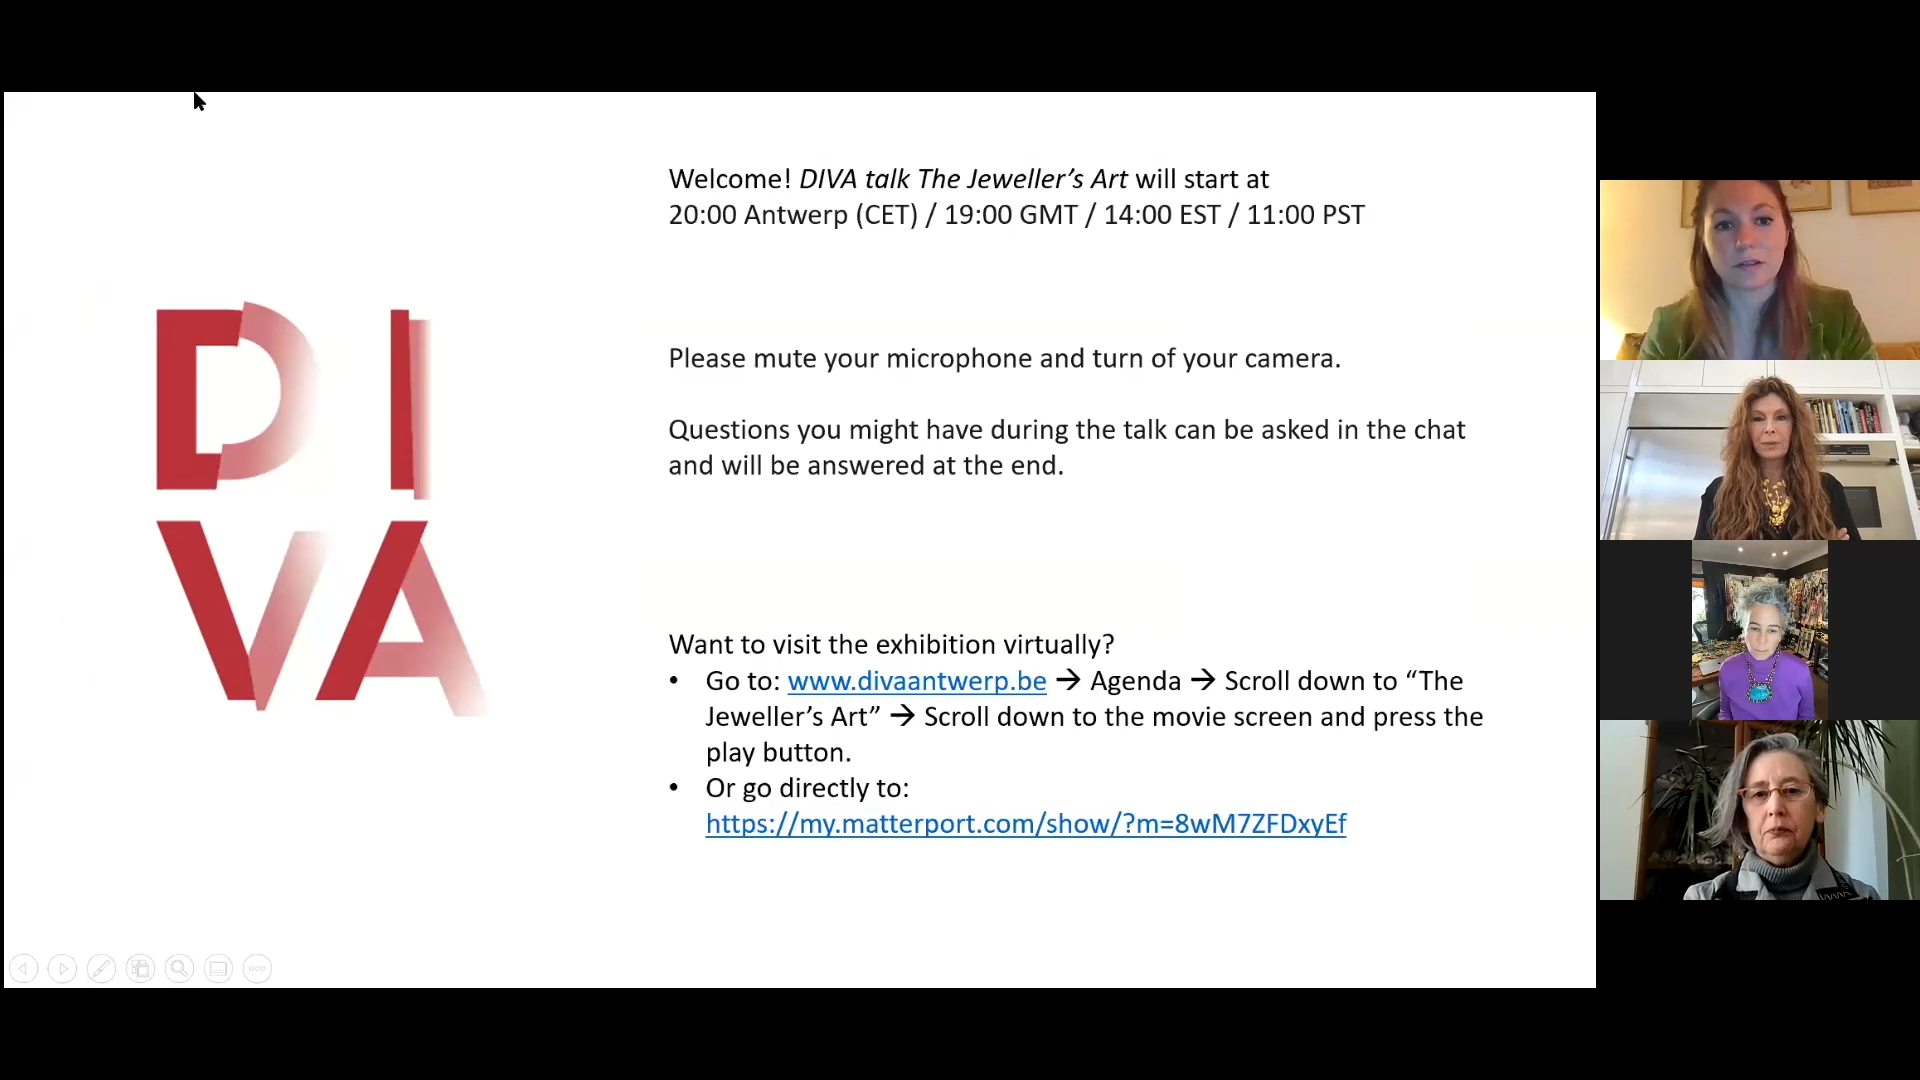 DI
VA
Welcome! DIVA talk The Jeweller’s Art will start at
20:00 Antwerp (CET) / 19:00 GMT / 14:00 EST / 11:00 PST
Please mute your microphone and turn of your camera.
Questions you might have during the talk can be asked in the chat
and will be answered at the end.
Want to visit the exhibition virtually?
• Go to: www.divaantwerp.be → Agenda → Scroll down to “The
Jeweller’s Art” → Scroll down to the movie screen and press the
play button.
• Or go directly to:
https://my.matterport.com/show/?m=8wM7ZFDxyEf